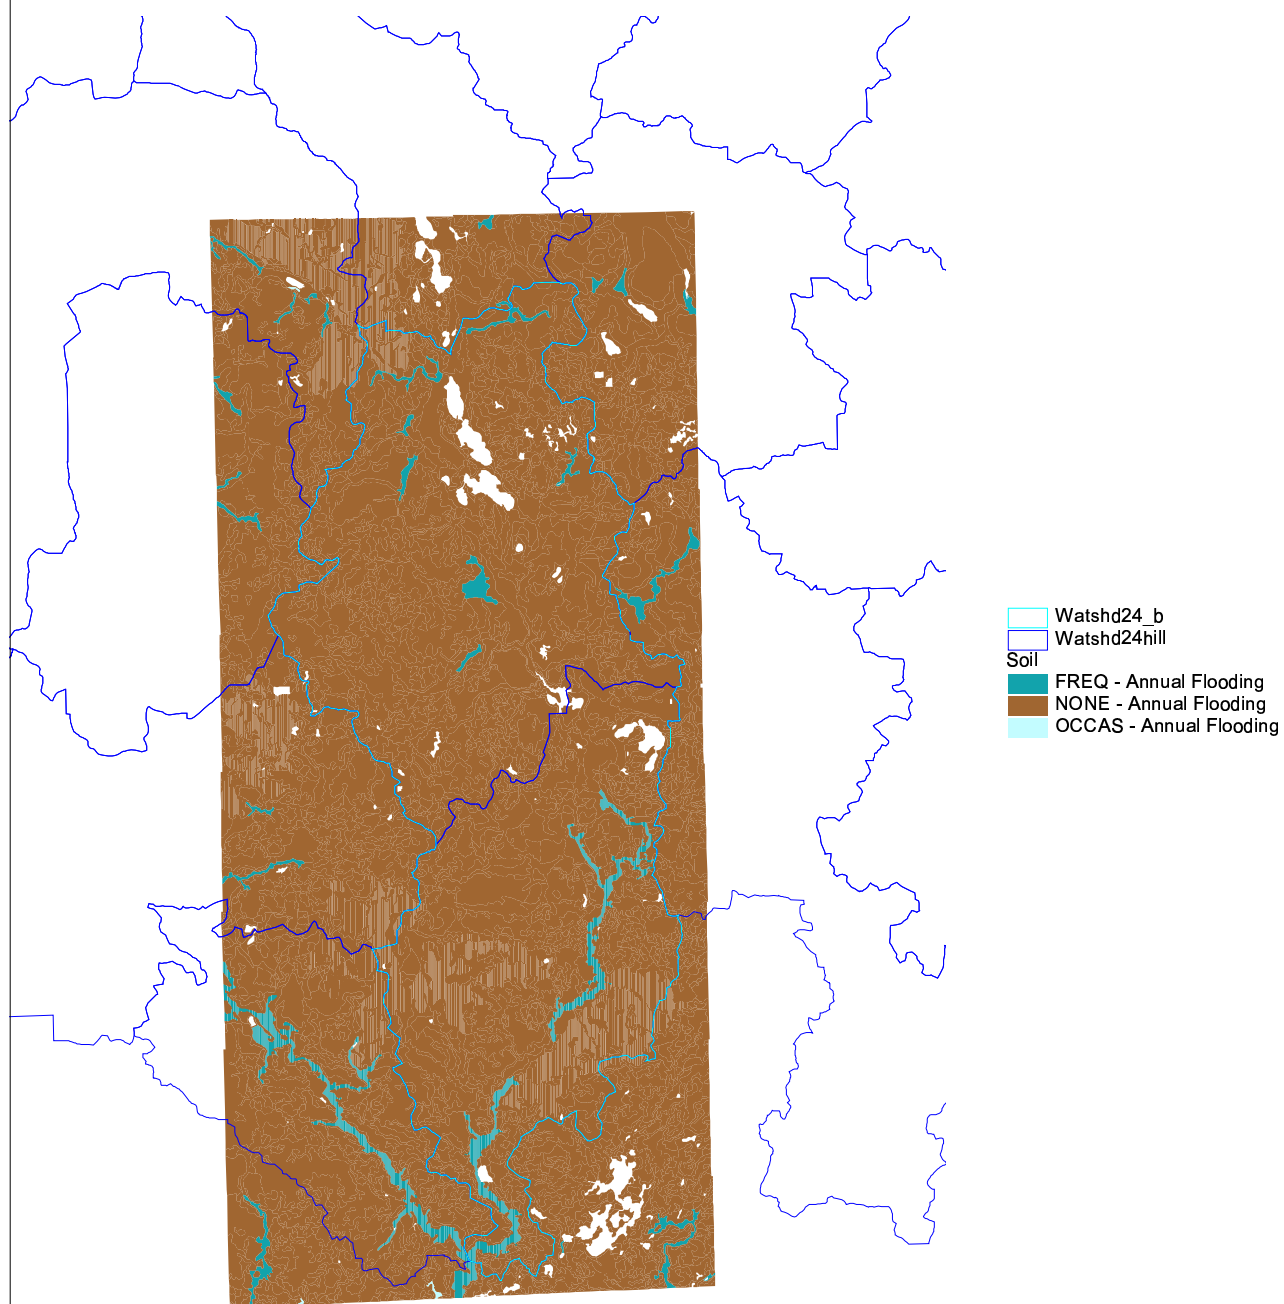 Watshd24_b
Watshd24hill
Soil
FREQ - Annual Flooding
NONE - Annual Flooding
OCCAS - Annual Flooding